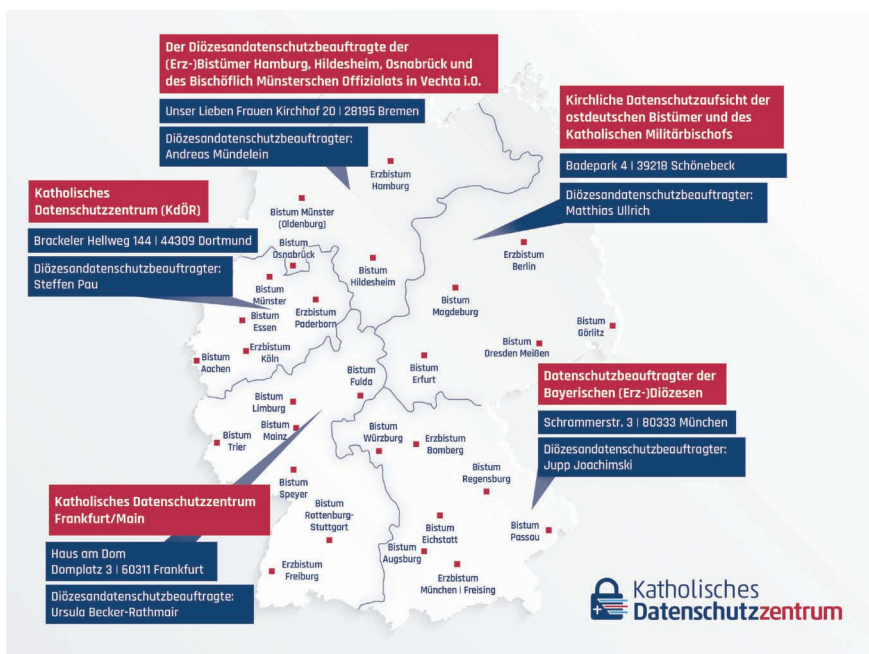 Der Diözesandatenschutzbeauftragte der
(Erz-)Bistümer Hamburg, Hildesheim, Osnabrück und
des Bischöflich Münsterschen Offizialats in Vechta i.O.
Unser Lieben Frauen Kirchhof 20 | 28195 Bremen
Diözesandatenschutzbeauftragter:
Andreas Mündelein
Kirchliche Datenschutzaufsicht der
ostdeutschen Bistümer und des
Katholischen Militärbischofs
Badepark 4 | 39218 Schönebeck
Diözesandatenschutzbeauftragter:
Matthias Ullrich
Katholisches
Datenschutzzentrum (KdÖR)
Brackeler Hellweg 144 | 44309 Dortmund
Diözesandatenschutzbeauftragter:
Steffen Pau
Erzbistum
Hamburg
Bistum Münster
(Oldenburg)
Bistum
Osnabrück
Bistum
Hildesheim
Erzbistum
Berlin
Bistum
Münster
Bistum
Essen
Erzbistum
Paderborn
Bistum
Magdeburg
Bistum
Görlitz
Bistum
Dresden Meißen
Erzbistum
Köln
Bistum
Aachen
Bistum
Erfurt
Bistum
Fulda
Bistum
Limburg
Bistum
Mainz
Bistum
Trier
Bistum
Speyer
Bistum
Rottenburg-
Stuttgart
Erzbistum
Freiburg
Datenschutzbeauftragter der
Bayerischen (Erz-)Diözesen
Schrammerstr. 3 | 80333 München
Diözesandatenschutzbeauftragter:
Jupp Joachimski
Bistum
Würzburg
Erzbistum
Bamberg
Bistum
Regensburg
Bistum
Eichstatt
Bistum
Passau
Bistum
Augsburg
Erzbistum
München | Freising
Katholisches Datenschutzzentrum
Frankfurt/Main
Haus am Dom
Domplatz 3 | 60311 Frankfurt
Diözesandatenschutzbeauftragte:
Ursula Becker-Rathmair
Katholisches
Datenschutzzentrum